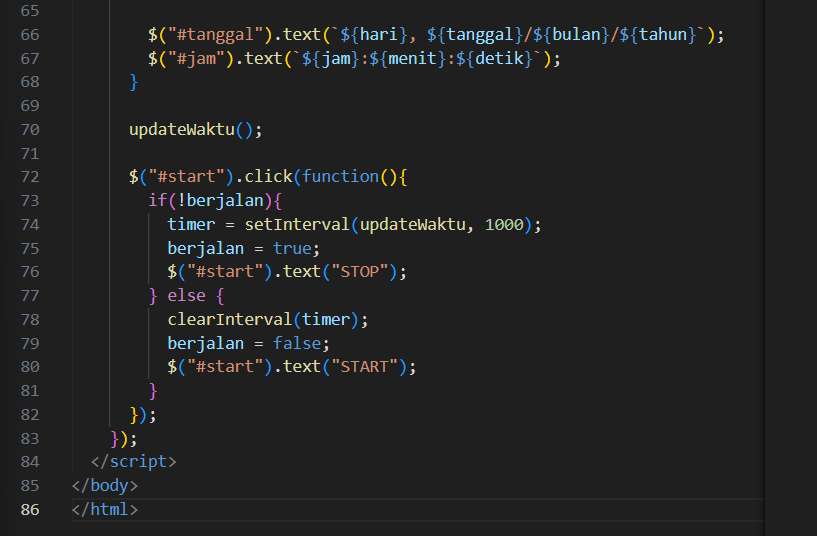 65
66 $("#tanggal").text(`${hari}, ${tanggal}/${bulan}/${tahun}`);
67 $("#jam").text(`${jam}:${menit}:${detik}`);
68 }
69
70 updateWaktu();
71
72 $("#start").click(function(){
73 if(!berjalan){
74 timer = setInterval(updateWaktu, 1000);
75 berjalan = true;
76 $("#start").text("STOP");
77 } else {
78 clearInterval(timer);
79 berjalan = false;
80 $("#start").text("START");
81 }
82 });
83 });
84 </script>
85 </body>
86 </html>